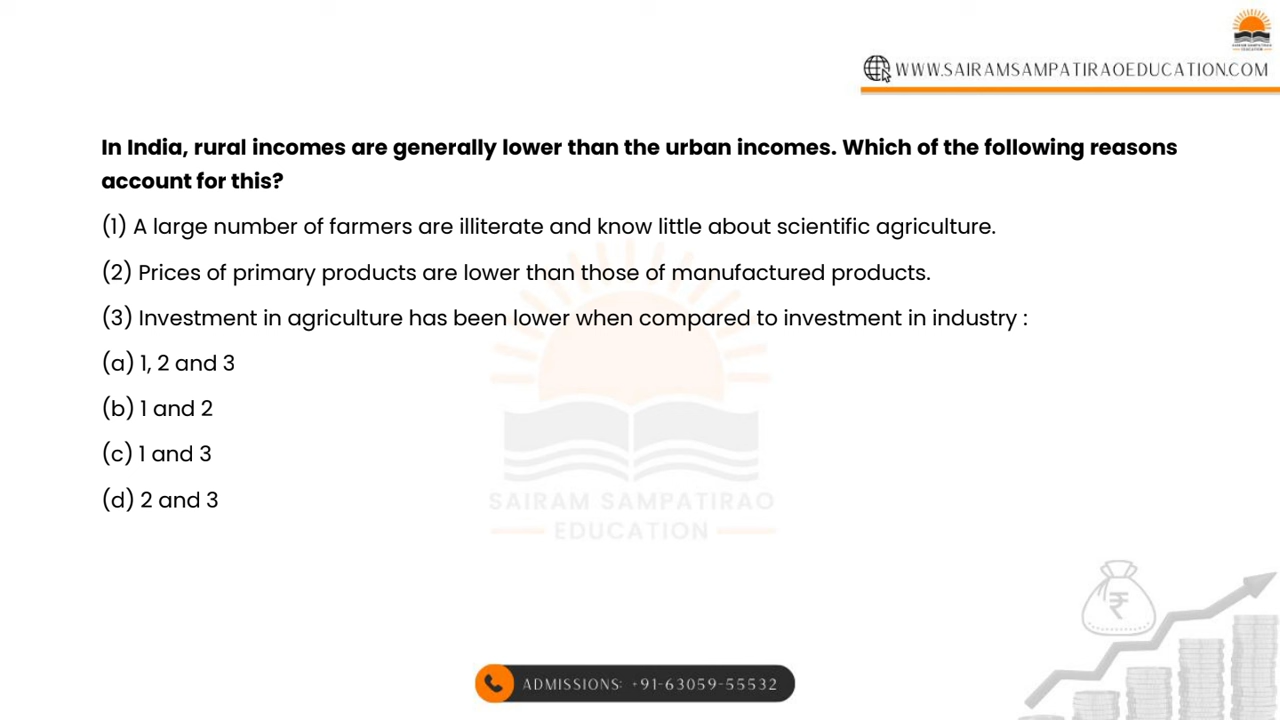 SAIRAM SAMPATIRAO
EDUCATION
WWW.SAIRAMSAMPATIRAOEDUCATION.COM
In India, rural incomes are generally lower than the urban incomes. Which of the following reasons
account for this?
(1) A large number of farmers are illiterate and know little about scientific agriculture.
(2) Prices of primary products are lower than those of manufactured products.
(3) Investment in agriculture has been lower when compared to investment in industry :
(a) 1, 2 and 3
(b) 1 and 2
(c) 1 and 3
(d) 2 and 3
SAIRAM SAMPATIRAO
EDUCATION
₹
ADMISSIONS: +91-63059-55532